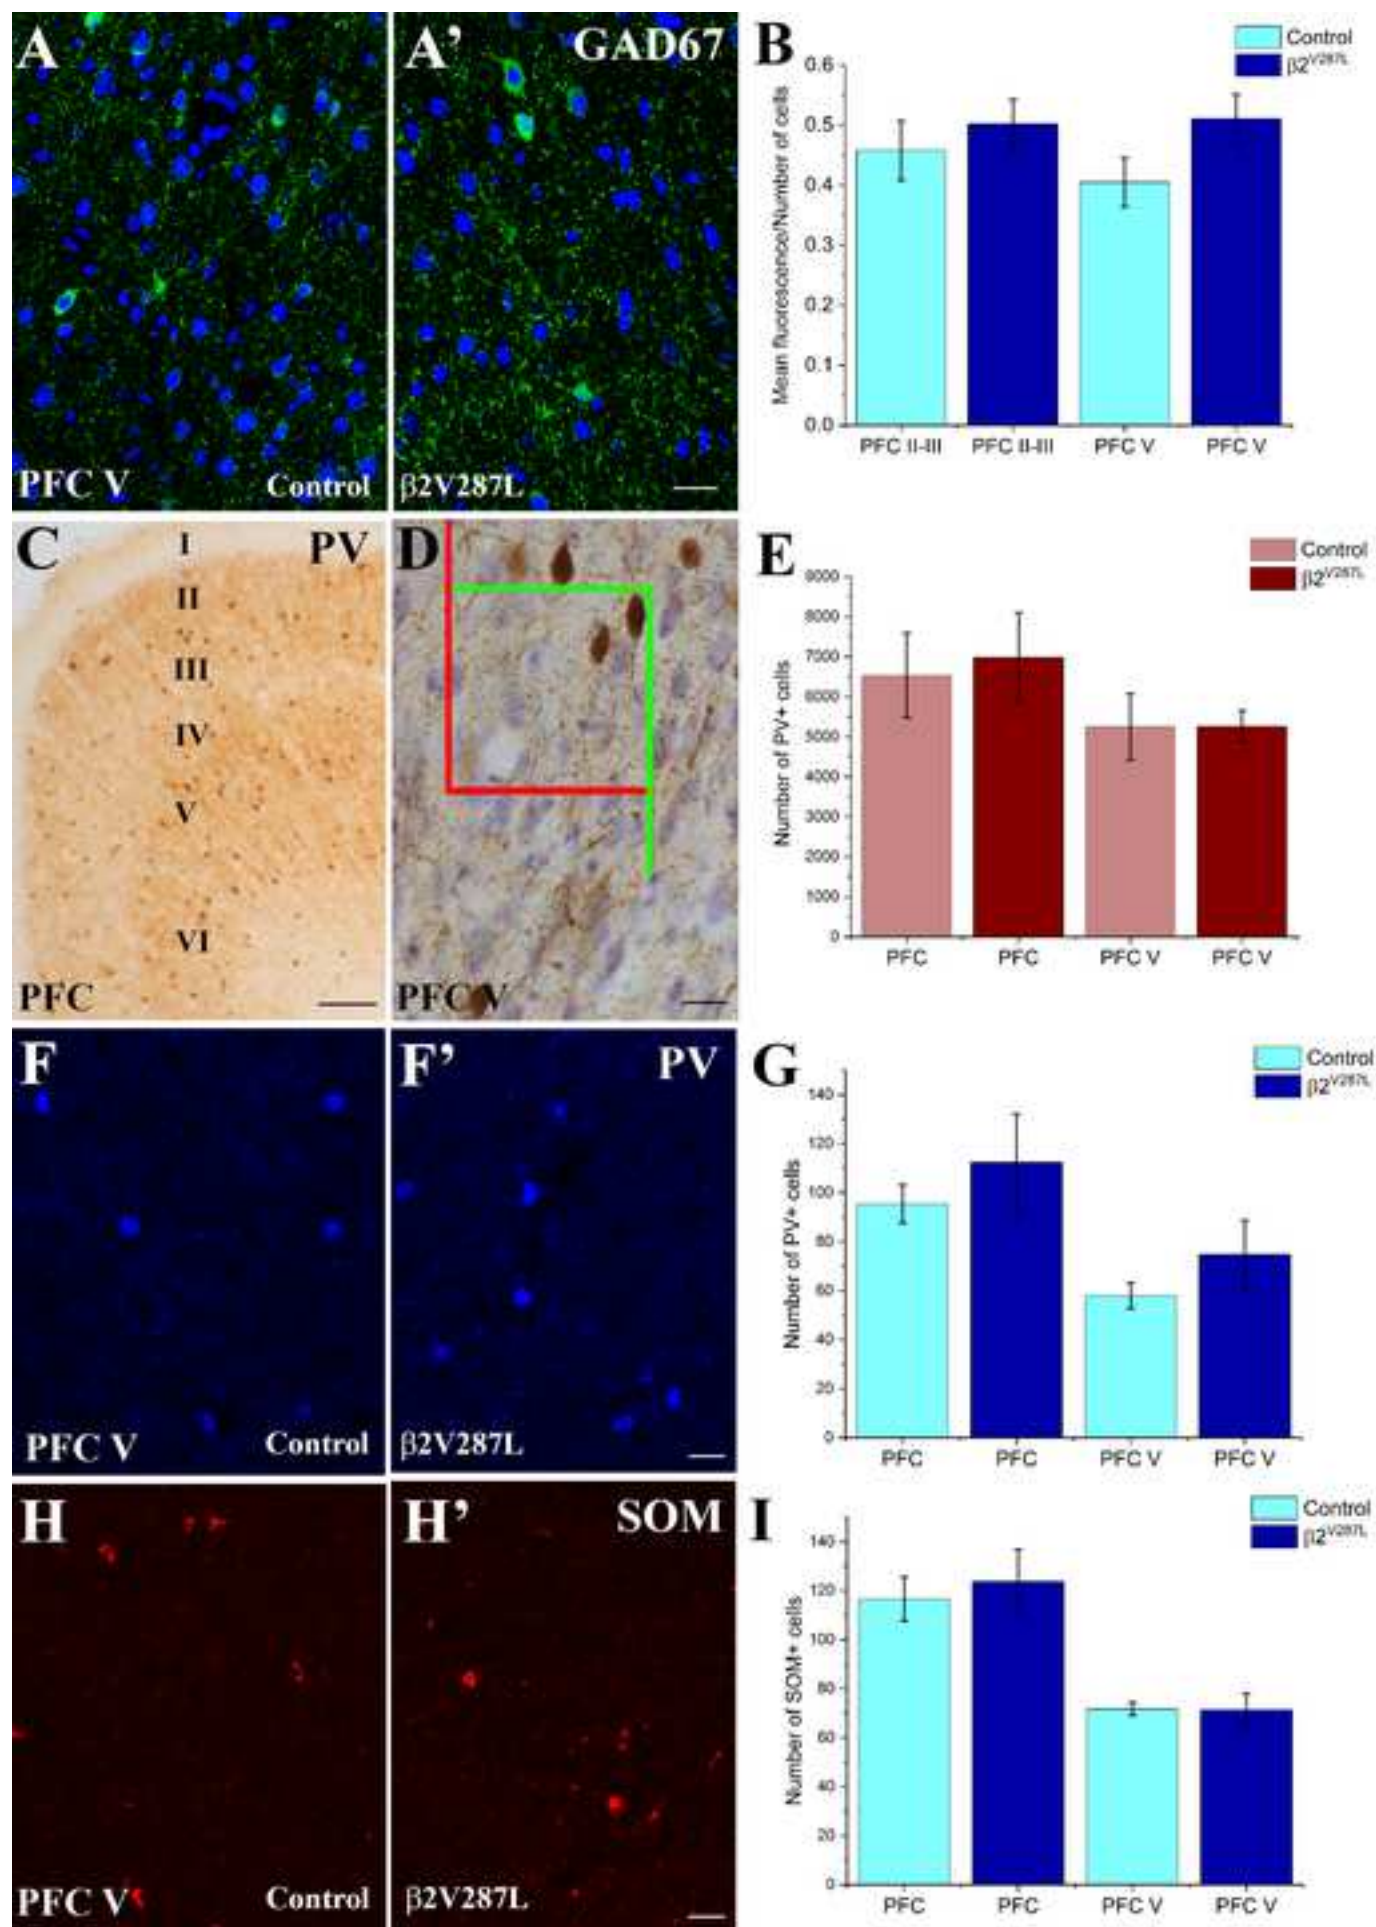 A
A’ GAD67
PFC V Control
β2V287L
B
Control
β2V287L
Mean fluorescence/Number of cells
0.6
0.5
0.4
0.3
0.2
0.1
0.0
PFC II-III PFC II-III PFC V PFC V
C PV
I
II
III
IV
V
VI
PFC
D
PFC V
E
Control
β2V287L
Number of PV+ cells
9000
8000
7000
6000
5000
4000
3000
2000
1000
0
PFC PFC PFC V PFC V
F
F’ PV
PFC V Control
β2V287L
G
Control
β2V287L
Number of PV+ cells
140
120
100
80
60
40
20
0
PFC PFC PFC V PFC V
H
H’ SOM
PFC V Control
β2V287L
I
Control
β2V287L
Number of SOM+ cells
140
120
100
80
60
40
20
0
PFC PFC PFC V PFC V